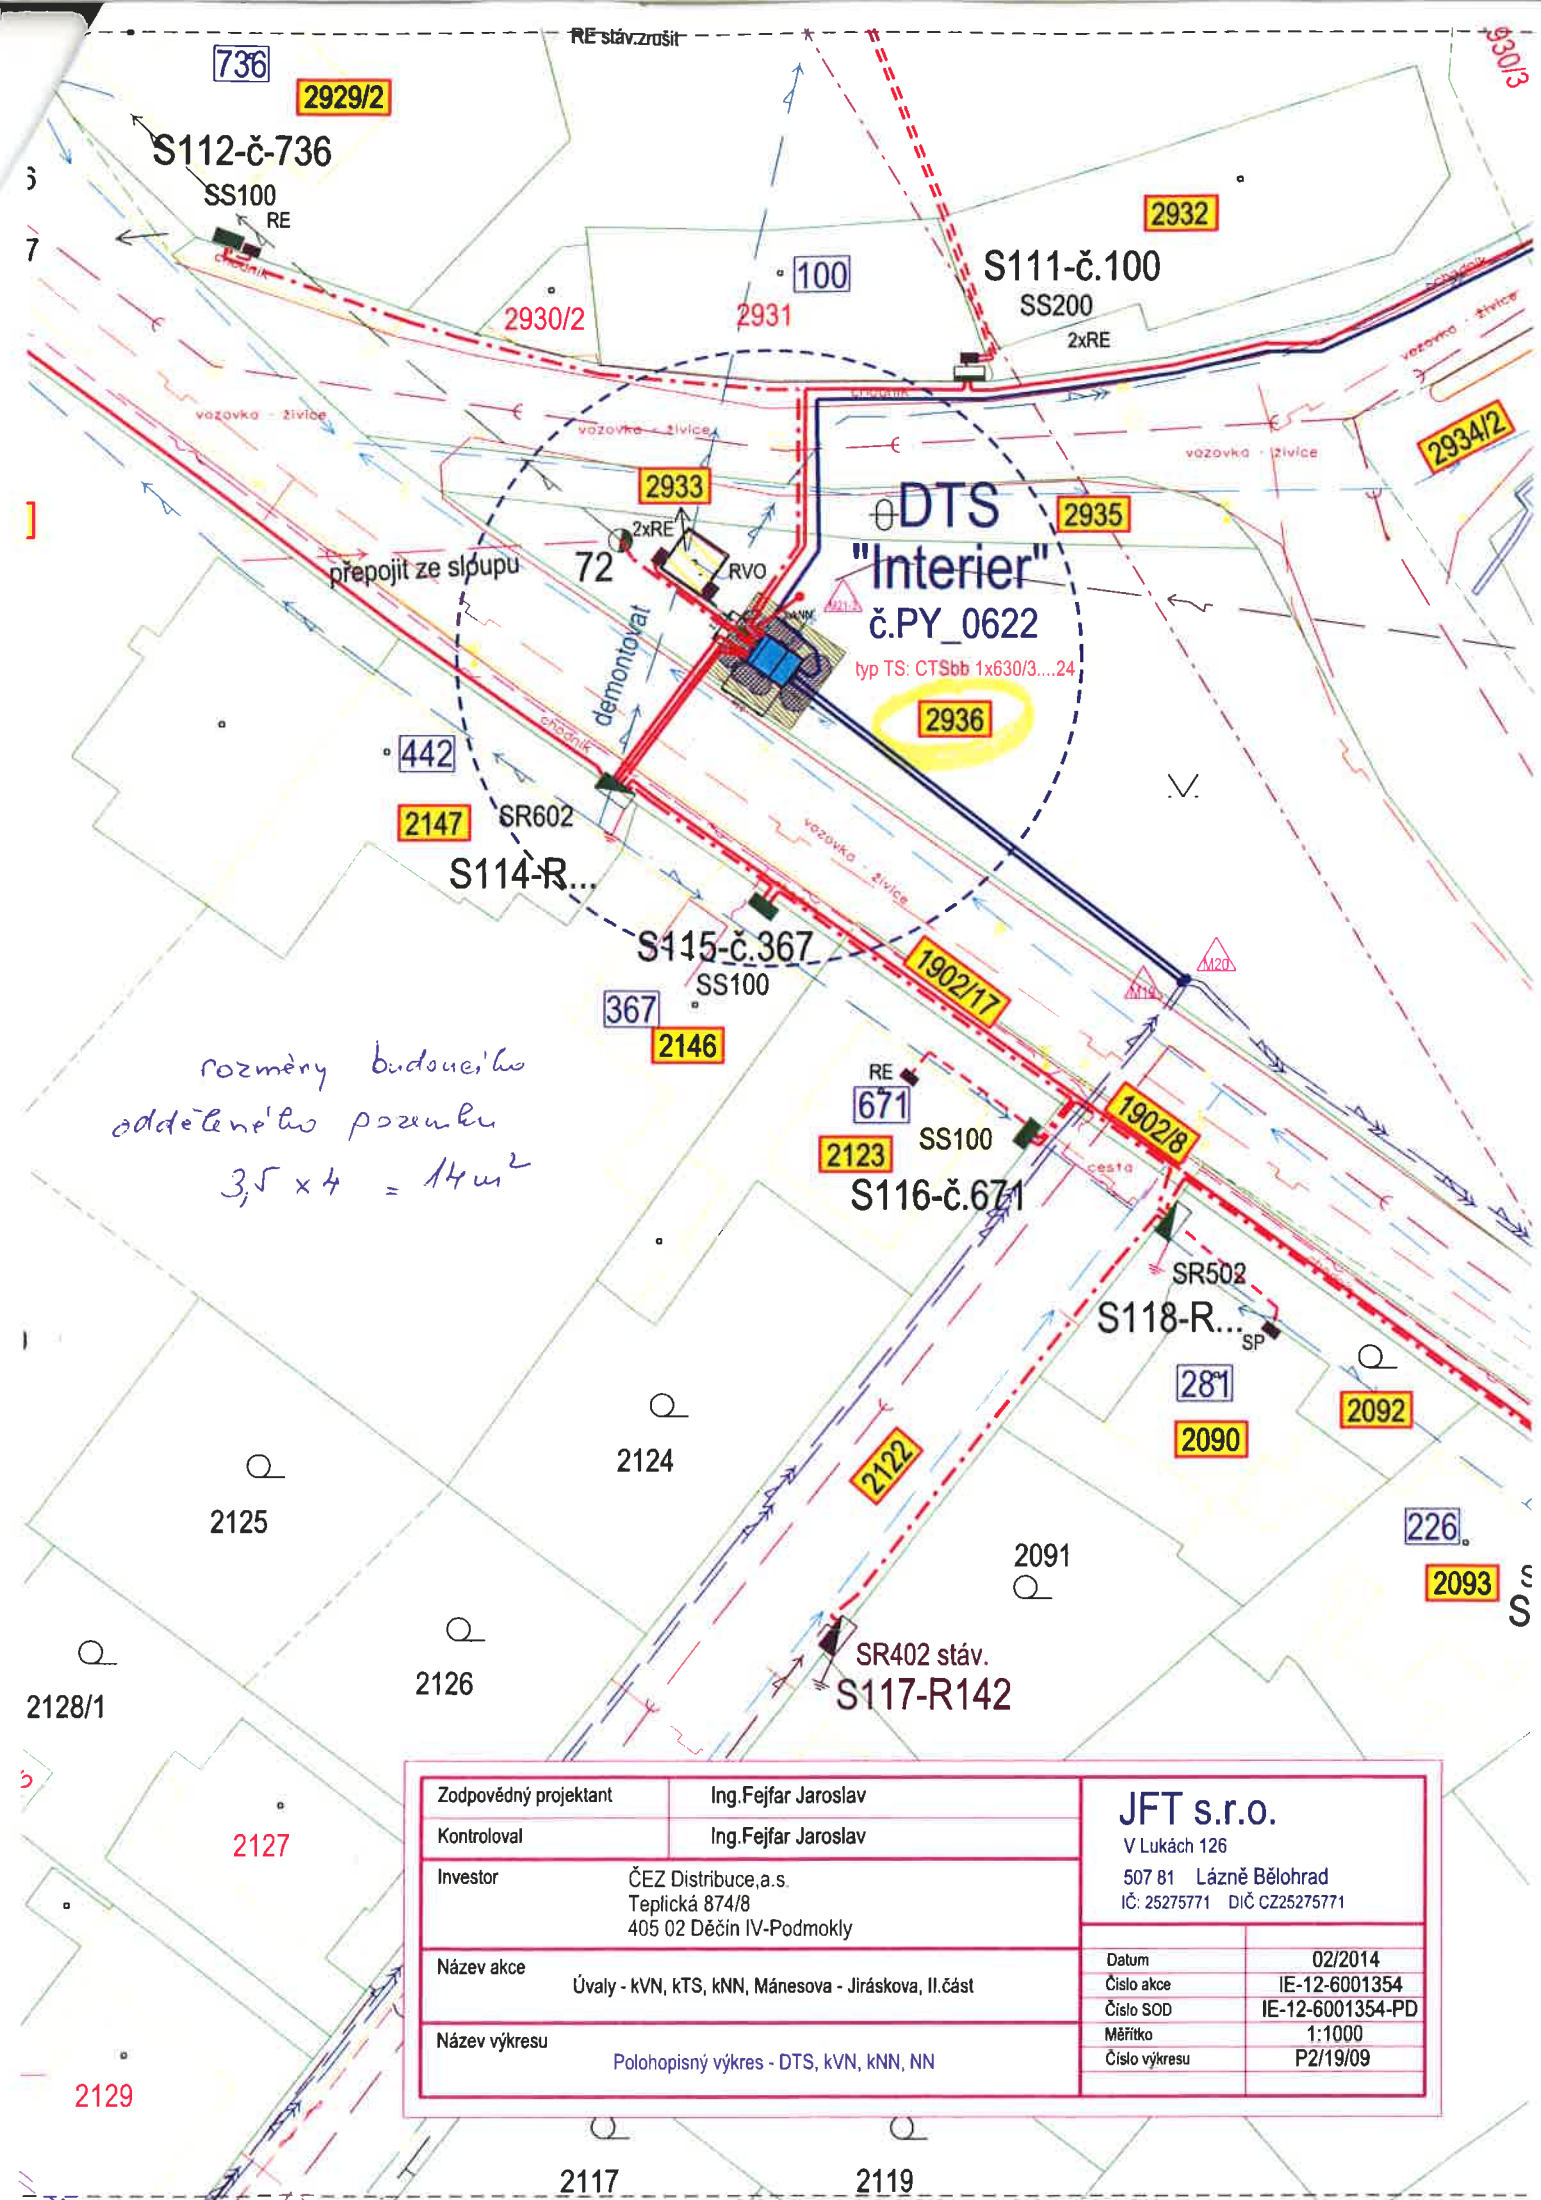 RE stáv.zrušit
736
2929/2
930/3
S112-č-736
SS100
RE
6
7
chodník
2932
100
S111-č.100
SS200
2xRE
2930/2
2931
chodník
vozovka - živice
vozovka - živice
vozovka - živice
chodník
vozovka - živice
2934/2
2933
2935
DTS
"Interier"
č.PY_0622
typ TS: CTSbb 1x630/3....24
2936
]
2xRE
72
RVO
přepojit ze sloupu
demontovat
chodník
442
2147
SR602
S114-R...
vozovka - živice
S115-č.367
SS100
367
2146
1902/17
M19
M20
rozměry budoucího
odděleného pozemku
3,5 x 4 = 14 m²
RE
671
2123
SS100
S116-č.671
1902/8
cesta
SR502
S118-R...
SP
281
2090
2092
2124
2125
2122
2091
226
2093
S
S
2126
2128/1
SR402 stáv.
S117-R142
2127
2129
Zodpovědný projektant Ing.Fejfar Jaroslav
Kontroloval Ing.Fejfar Jaroslav
Investor ČEZ Distribuce,a.s.
Teplická 874/8
405 02 Děčín IV-Podmokly
Název akce
Úvaly - kVN, kTS, kNN, Mánesova - Jiráskova, II.část
Název výkresu
Polohopisný výkres - DTS, kVN, kNN, NN
JFT s.r.o.
V Lukách 126
507 81 Lázně Bělohrad
IČ: 25275771 DIČ CZ25275771
Datum 02/2014
Číslo akce IE-12-6001354
Číslo SOD IE-12-6001354-PD
Měřítko 1:1000
Číslo výkresu P2/19/09
2117
2119